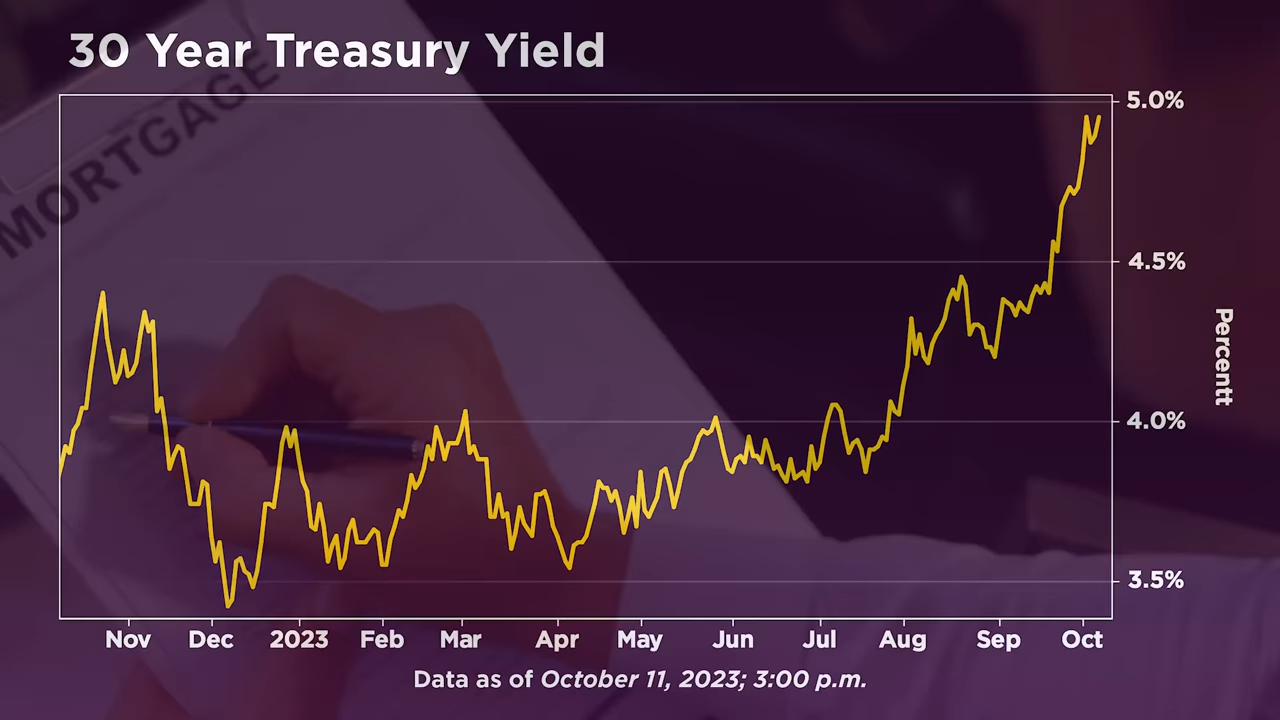 30 Year Treasury Yield
MORTGAGE
5.0%
4.5%
4.0%
3.5%
Percentt
Nov Dec 2023 Feb Mar Apr May Jun Jul Aug Sep Oct
Data as of October 11, 2023; 3:00 p.m.